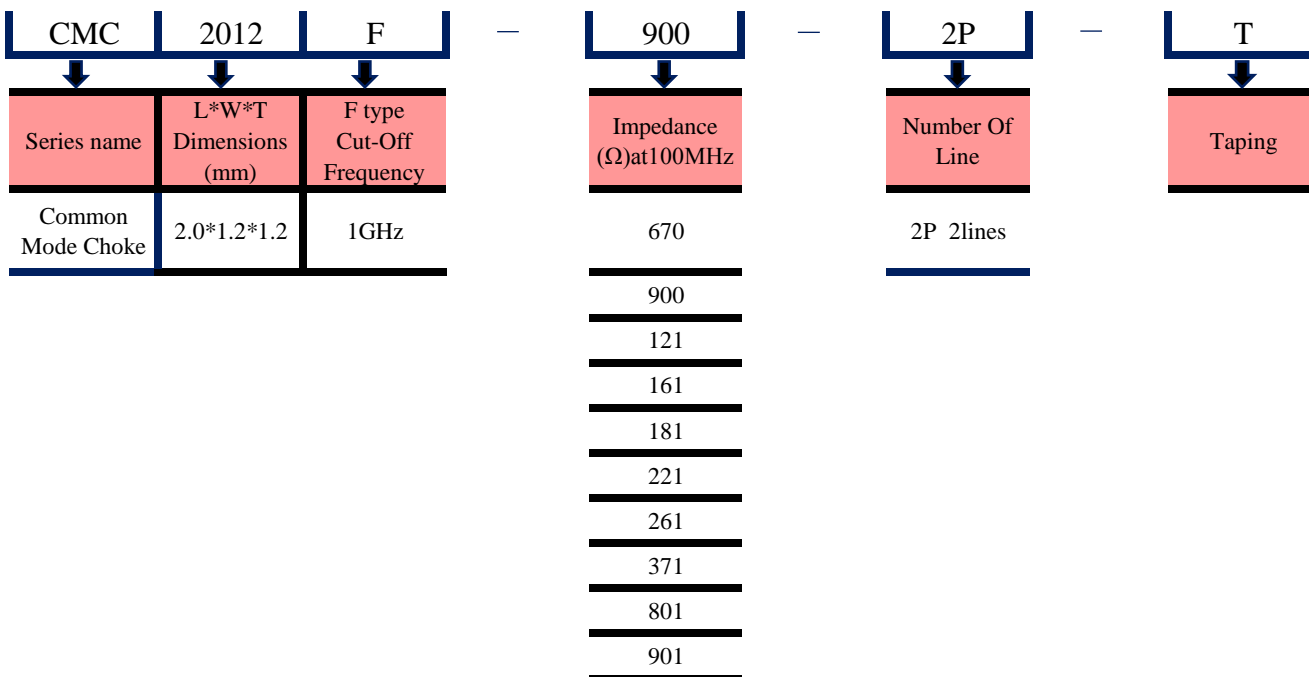 CMC 2012 F – 900 – 2P – T
Series name
L*W*T
Dimensions
(mm)
F type
Cut-Off
Frequency
Impedance
(Ω)at100MHz
Number Of
Line
Taping
Common
Mode Choke
2.0*1.2*1.2
1GHz
670
2P 2lines
900
121
161
181
221
261
371
801
901